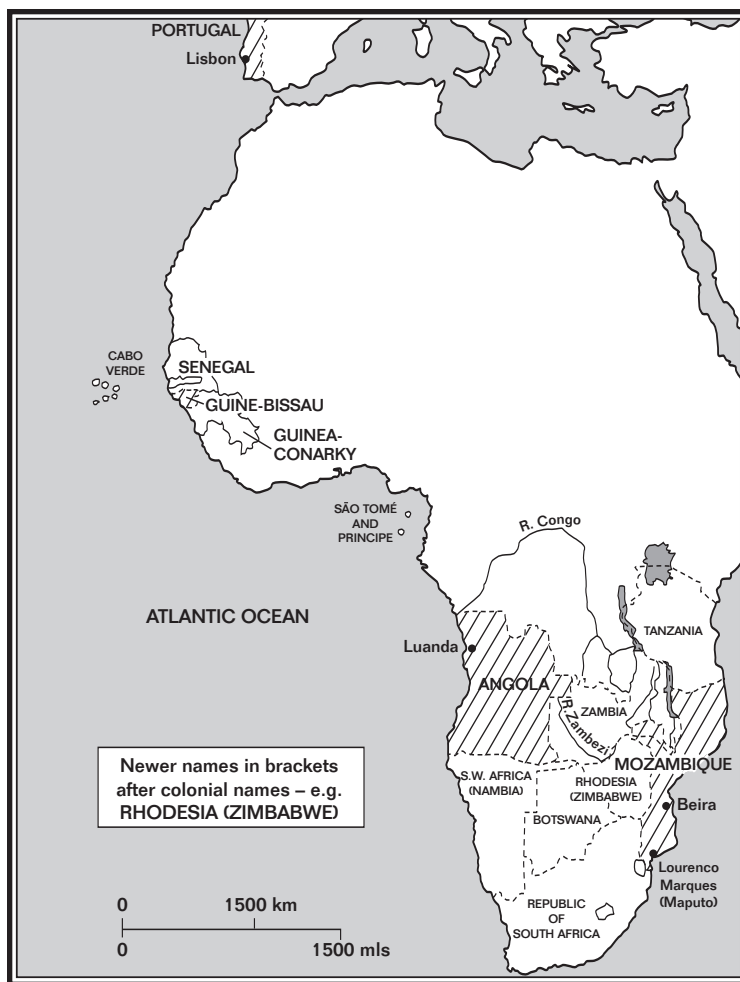 PORTUGAL
Lisbon
CABO
VERDE
SENEGAL
GUINE-BISSAU
GUINEA-
CONARKY
SÃO TOMÉ
AND
PRINCIPE
R. Congo
ATLANTIC OCEAN
TANZANIA
Luanda
ANGOLA
ZAMBIA
R. Zambezi
MOZAMBIQUE
S.W. AFRICA
(NAMBIA)
RHODESIA
(ZIMBABWE)
Beira
BOTSWANA
Lourenco
Marques
(Maputo)
REPUBLIC
OF
SOUTH AFRICA
Newer names in brackets
after colonial names – e.g.
RHODESIA (ZIMBABWE)
0 1500 km
0 1500 mls